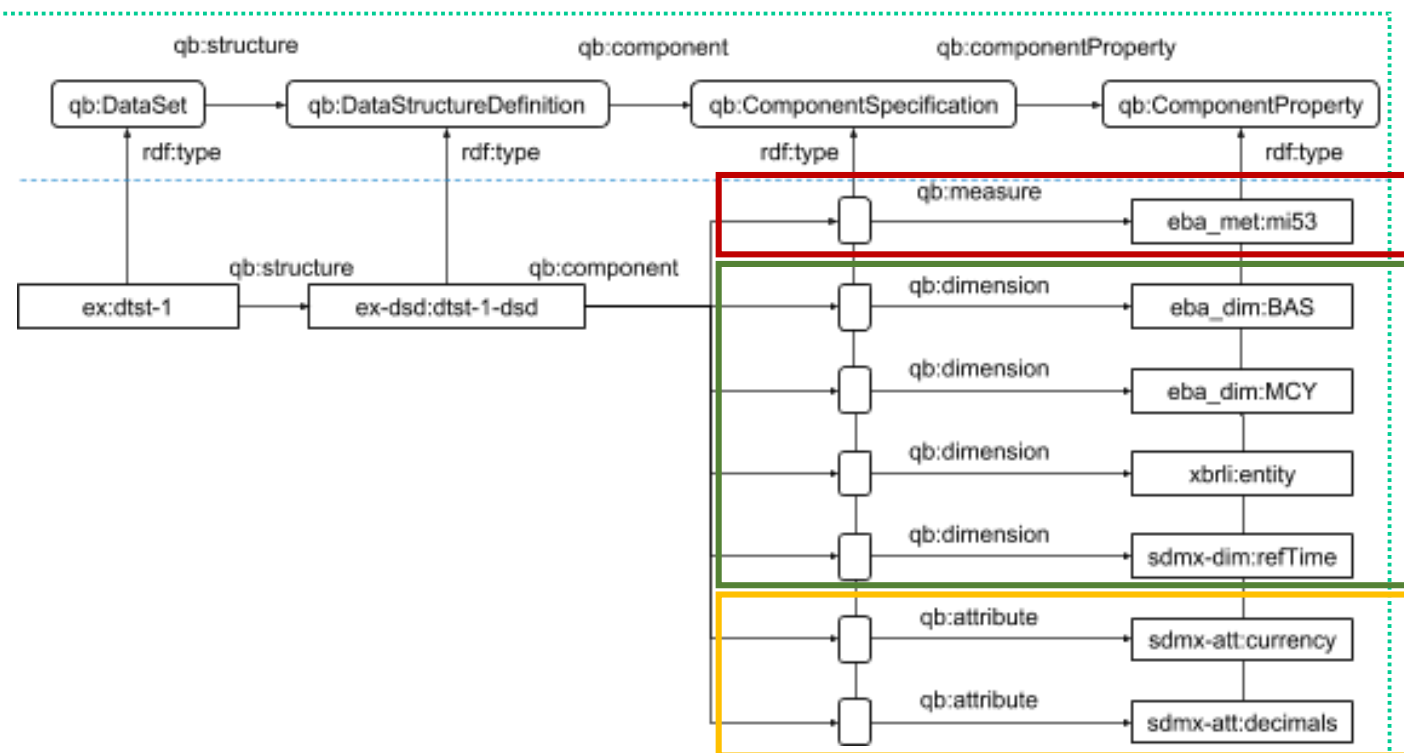 qb:structure
qb:component
qb:componentProperty
qb:DataSet
qb:DataStructureDefinition
qb:ComponentSpecification
qb:ComponentProperty
rdf:type
rdf:type
rdf:type
rdf:type
qb:measure
eba_met:mi53
qb:structure
qb:component
qb:dimension
ex:dtst-1
ex-dsd:dtst-1-dsd
eba_dim:BAS
qb:dimension
eba_dim:MCY
qb:dimension
xbrli:entity
qb:dimension
sdmx-dim:refTime
qb:attribute
sdmx-att:currency
qb:attribute
sdmx-att:decimals